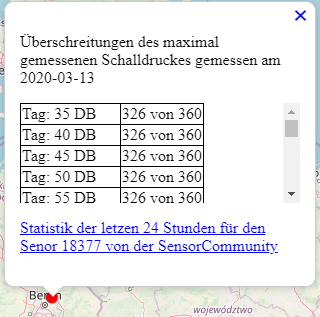 ✕
Überschreitungen des maximal
gemessenen Schalldruckes gemessen am
2020-03-13
Tag: 35 DB 326 von 360
Tag: 40 DB 326 von 360
Tag: 45 DB 326 von 360
Tag: 50 DB 326 von 360
Tag: 55 DB 326 von 360
Statistik der letzen 24 Stunden für den
Senor 18377 von der SensorCommunity
województwo